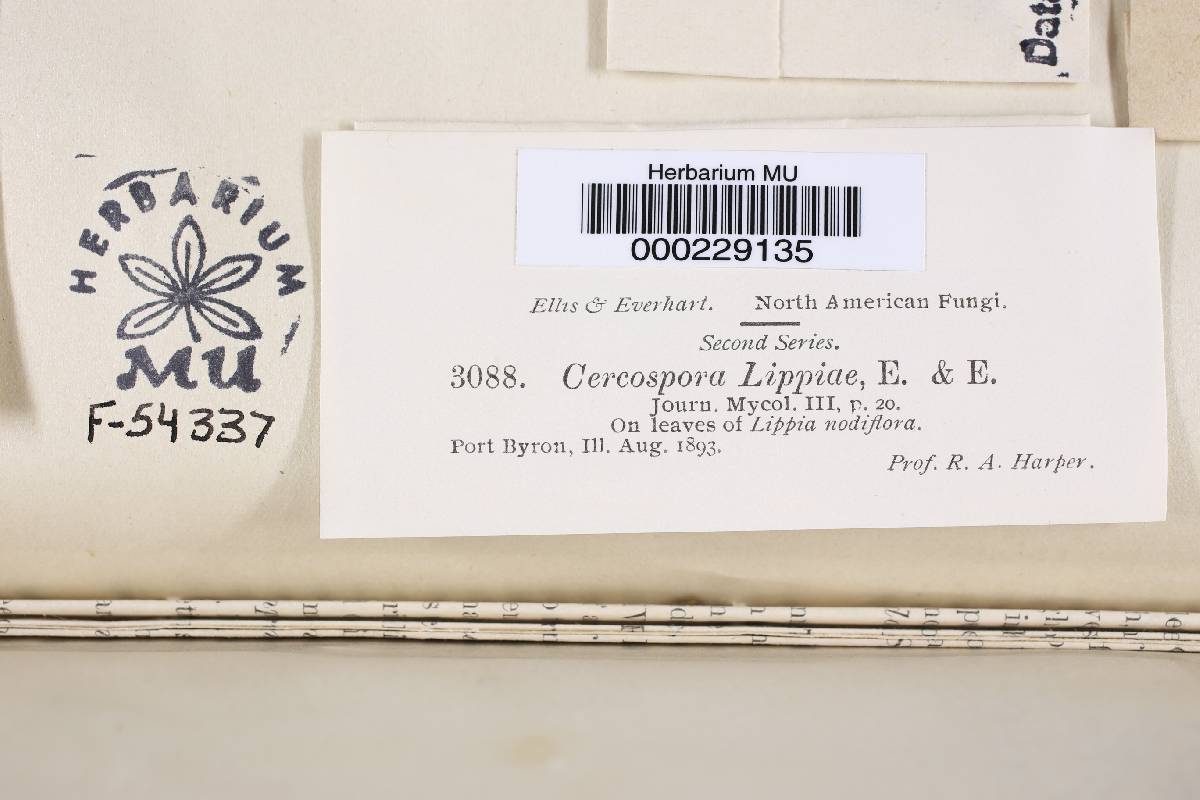 Date
HERBARIUM
MU
F-54337
Herbarium MU
000229135
Ellis & Everhart. North American Fungi.
Second Series.
3088. Cercospora Lippiae, E. & E.
Journ. Mycol. III, p. 20.
On leaves of Lippia nodiflora.
Port Byron, Ill. Aug. 1893.
Prof. R. A. Harper.